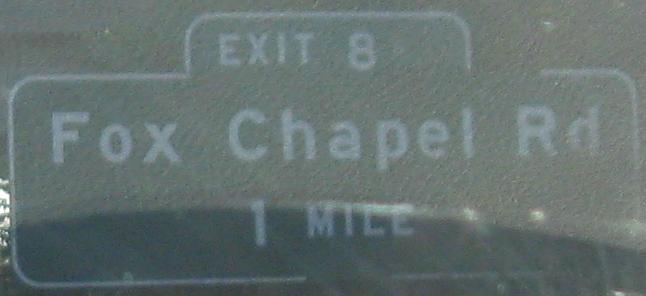 EXIT 8
Fox Chapel Rd
1 MILE